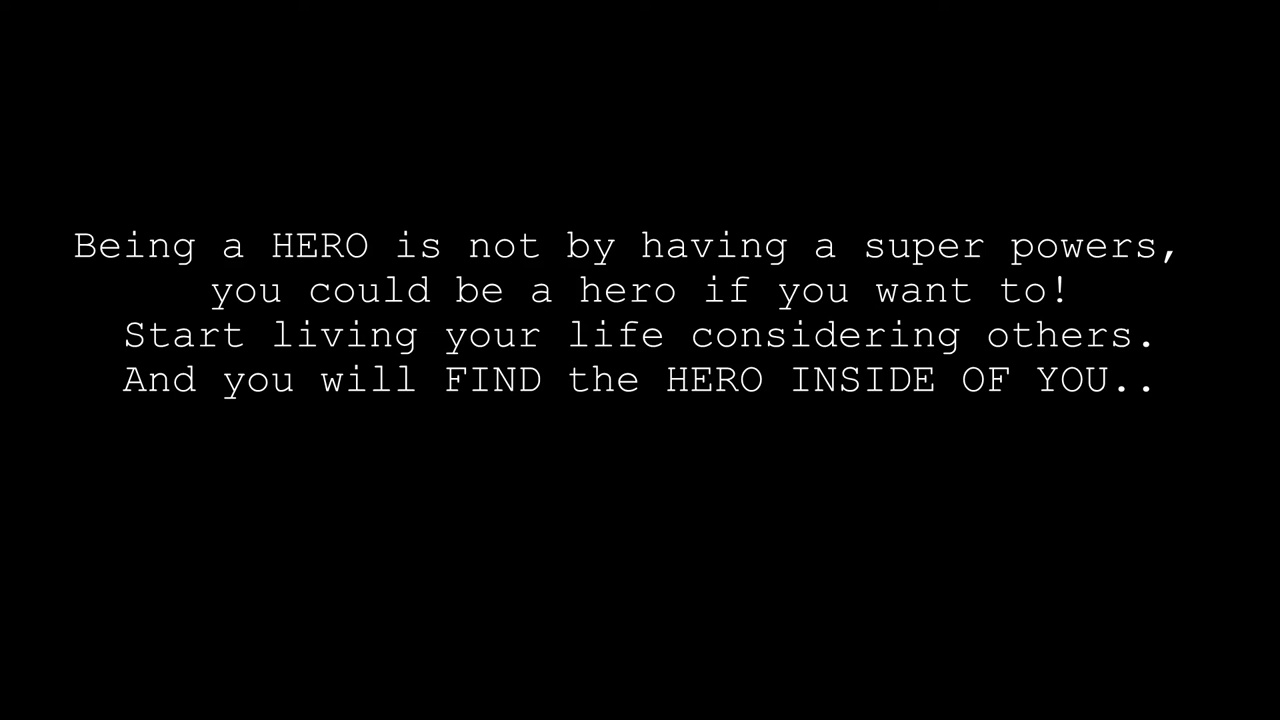 Being a HERO is not by having a super powers,
you could be a hero if you want to!
Start living your life considering others.
And you will FIND the HERO INSIDE OF YOU..